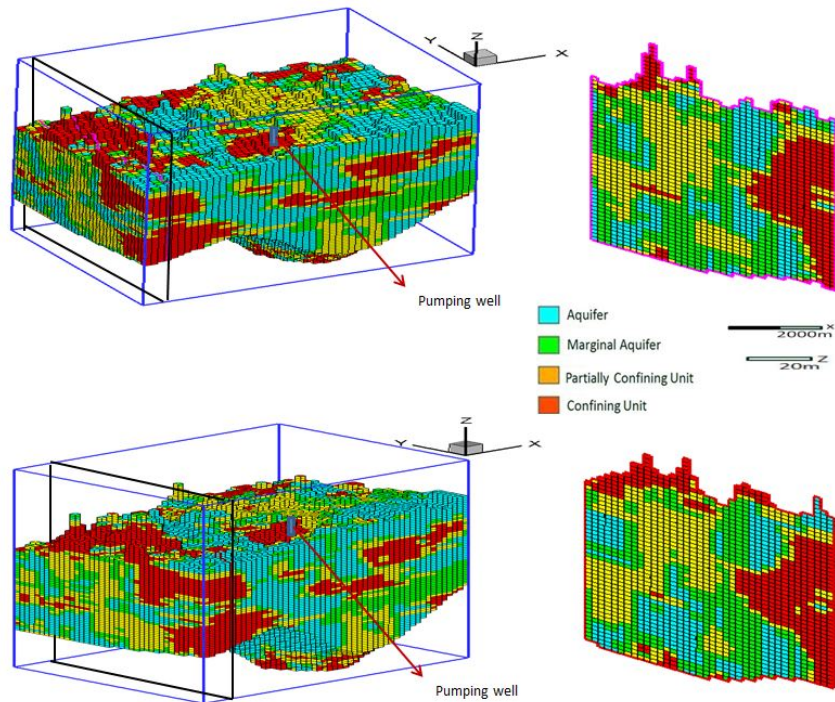 Z
Y
X
Pumping well
Aquifer
Marginal Aquifer
Partially Confining Unit
Confining Unit
X
2000m
Z
20m
Z
Y
X
Pumping well